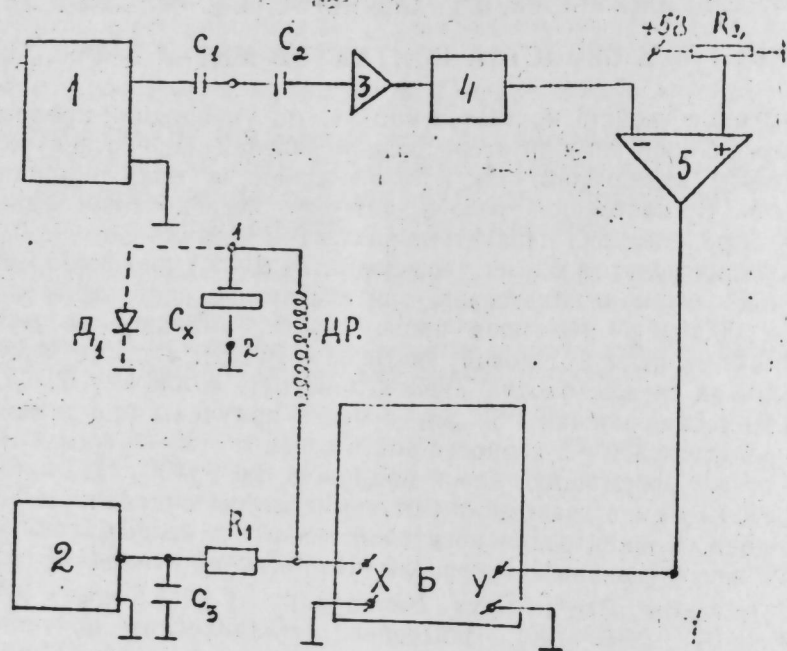 +5В R₂
C₁ C₂
1 3 4
- +
5
1
Д₁ Cₓ 2 ДР.
R₁
2 X Б У
C₃